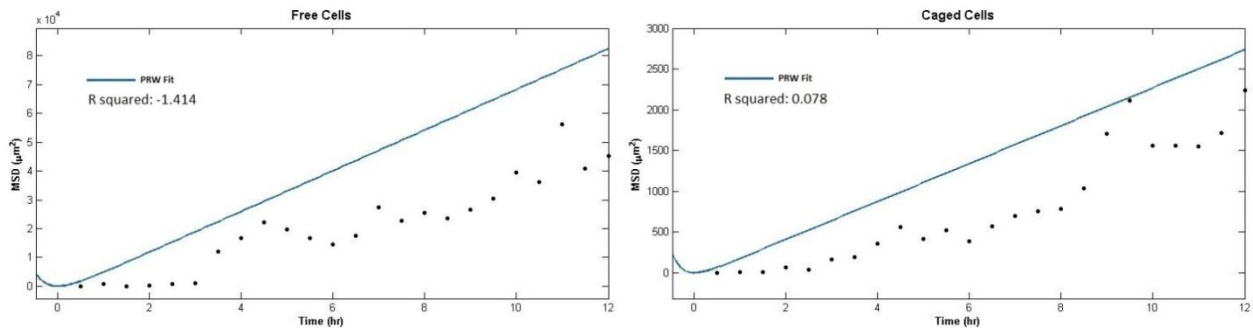 Free Cells
x 10⁴
8
7
6
5
4
3
2
1
0
MSD (μm²)
PRW Fit
R squared: -1.414
0 2 4 6 8 10 12
Time (hr)
Caged Cells
3000
2500
2000
1500
1000
500
0
MSD (μm²)
PRW Fit
R squared: 0.078
0 2 4 6 8 10 12
Time (hr)